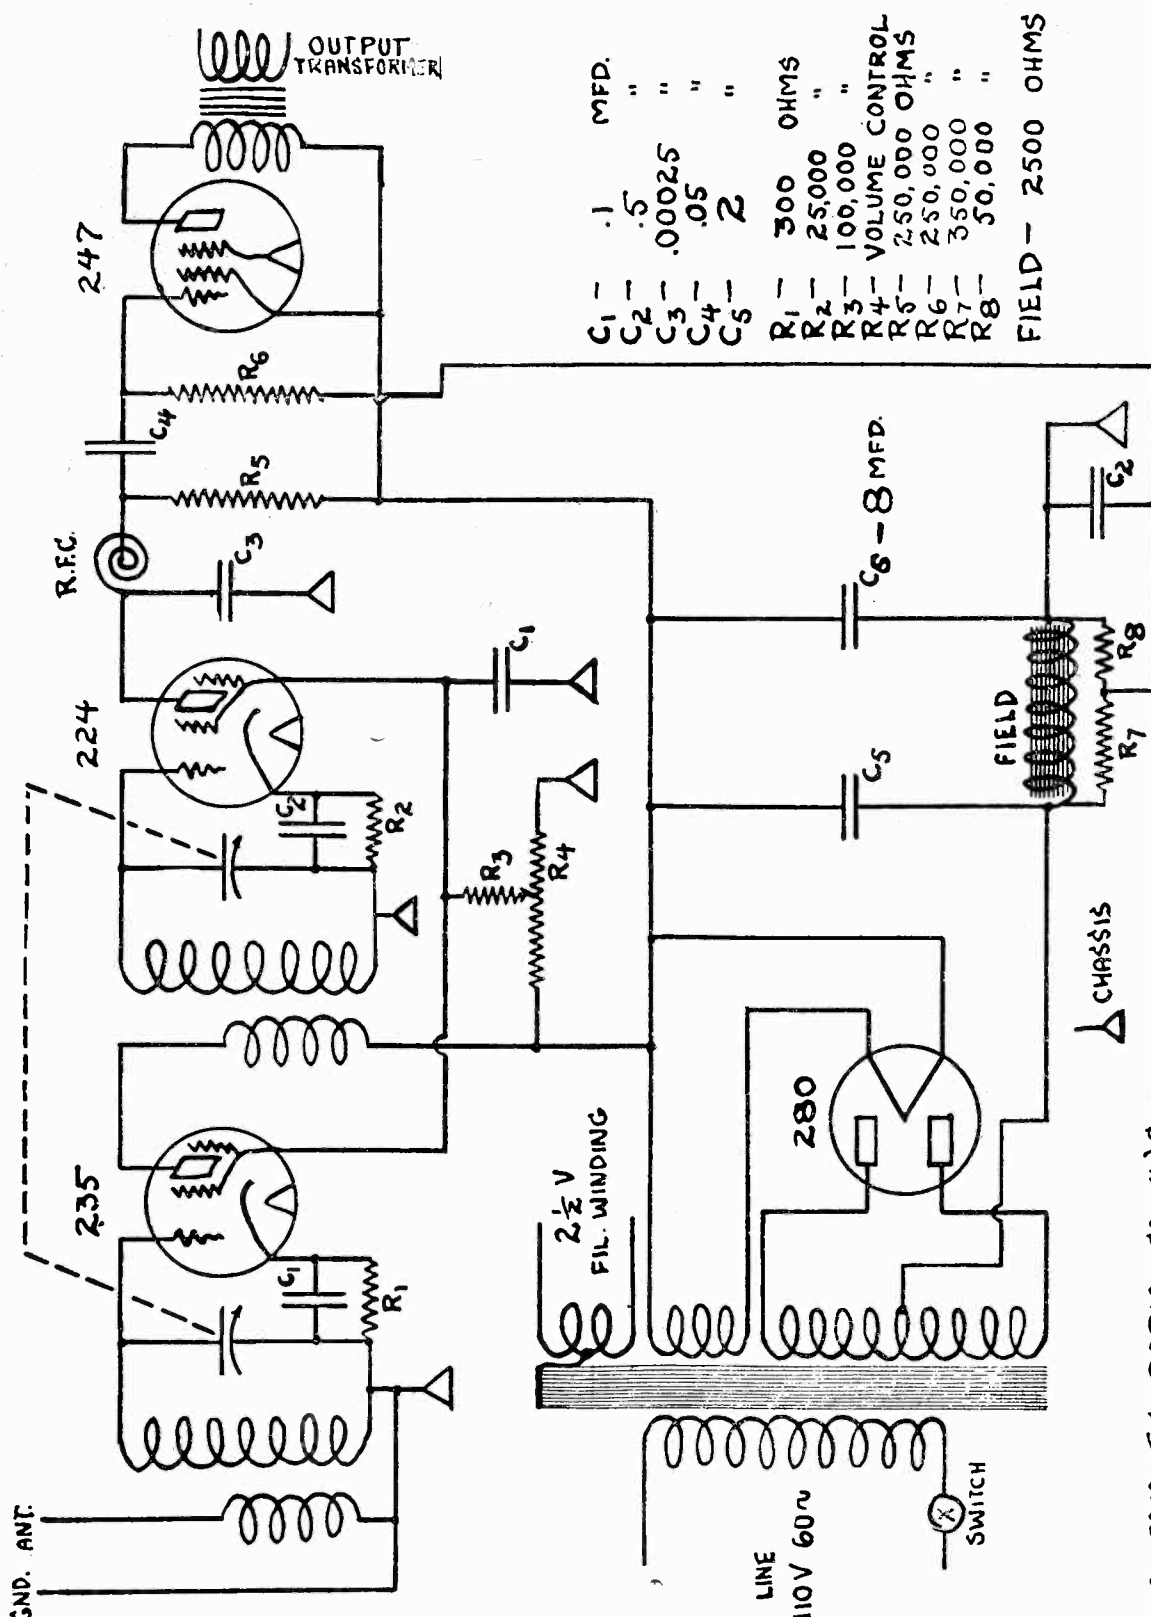 OUTPUT
TRANSFORMER
247
R6
C4
R5
R.F.C.
C3
224
C1
C2
R2
R3
R4
235
C1
R1
GND. ANT.
C1 – .1 MFD.
C2 – .5 "
C3 – .00025 "
C4 – .05 "
C5 – 2 "
R1 – 300 OHMS
R2 – 25,000 "
R3 – 100,000 "
R4 – VOLUME CONTROL
R5 – 250,000 OHMS
R6 – 250,000 "
R7 – 350,000 "
R8 – 50,000 "
FIELD – 2500 OHMS
C6 – 8 MFD.
C2
C5
FIELD
R8
R7
CHASSIS
280
2½ V
FIL. WINDING
LINE
110V 60~
X
SWITCH